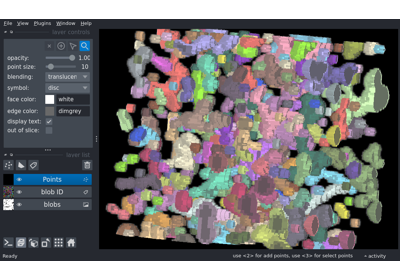 File View Plugins Window Help
layer controls
opacity: 1.00
point size: 10
blending: translucen
symbol: disc
face color: white
edge color: dimgrey
display text:
out of slice:
layer list
Points
blob ID
blobs
Ready use <2> for add points, use <3> for select points activity